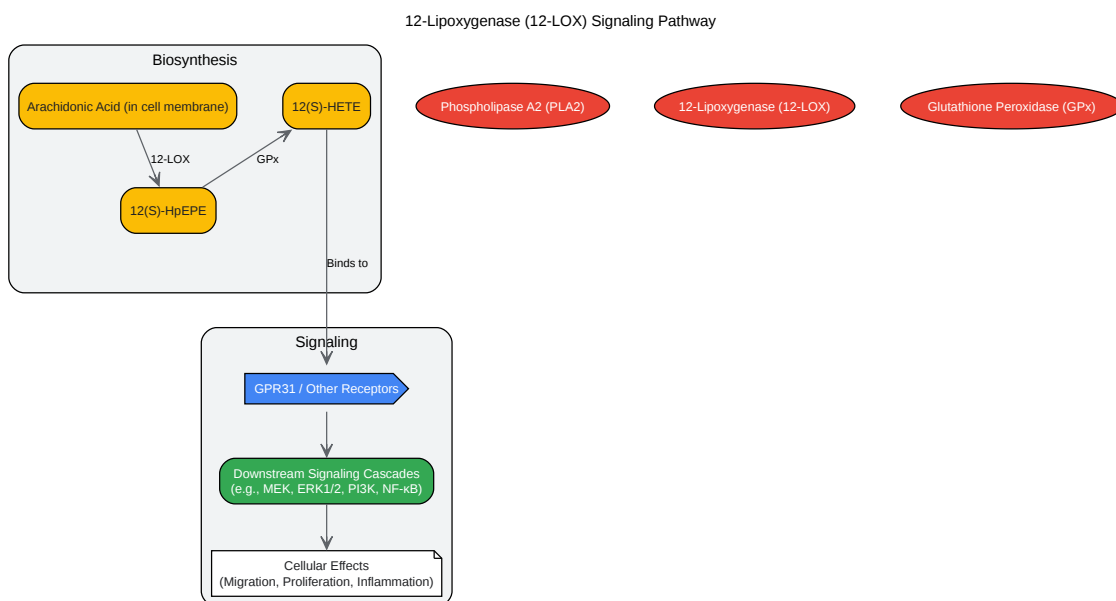 12-Lipoxygenase (12-LOX) Signaling Pathway
Biosynthesis
Arachidonic Acid (in cell membrane)
12(S)-HETE
Phospholipase A2 (PLA2)
12-Lipoxygenase (12-LOX)
Glutathione Peroxidase (GPx)
12-LOX
GPx
12(S)-HpEPE
Binds to
Signaling
GPR31 / Other Receptors
Downstream Signaling Cascades
(e.g., MEK, ERK1/2, PI3K, NF-κB)
Cellular Effects
(Migration, Proliferation, Inflammation)